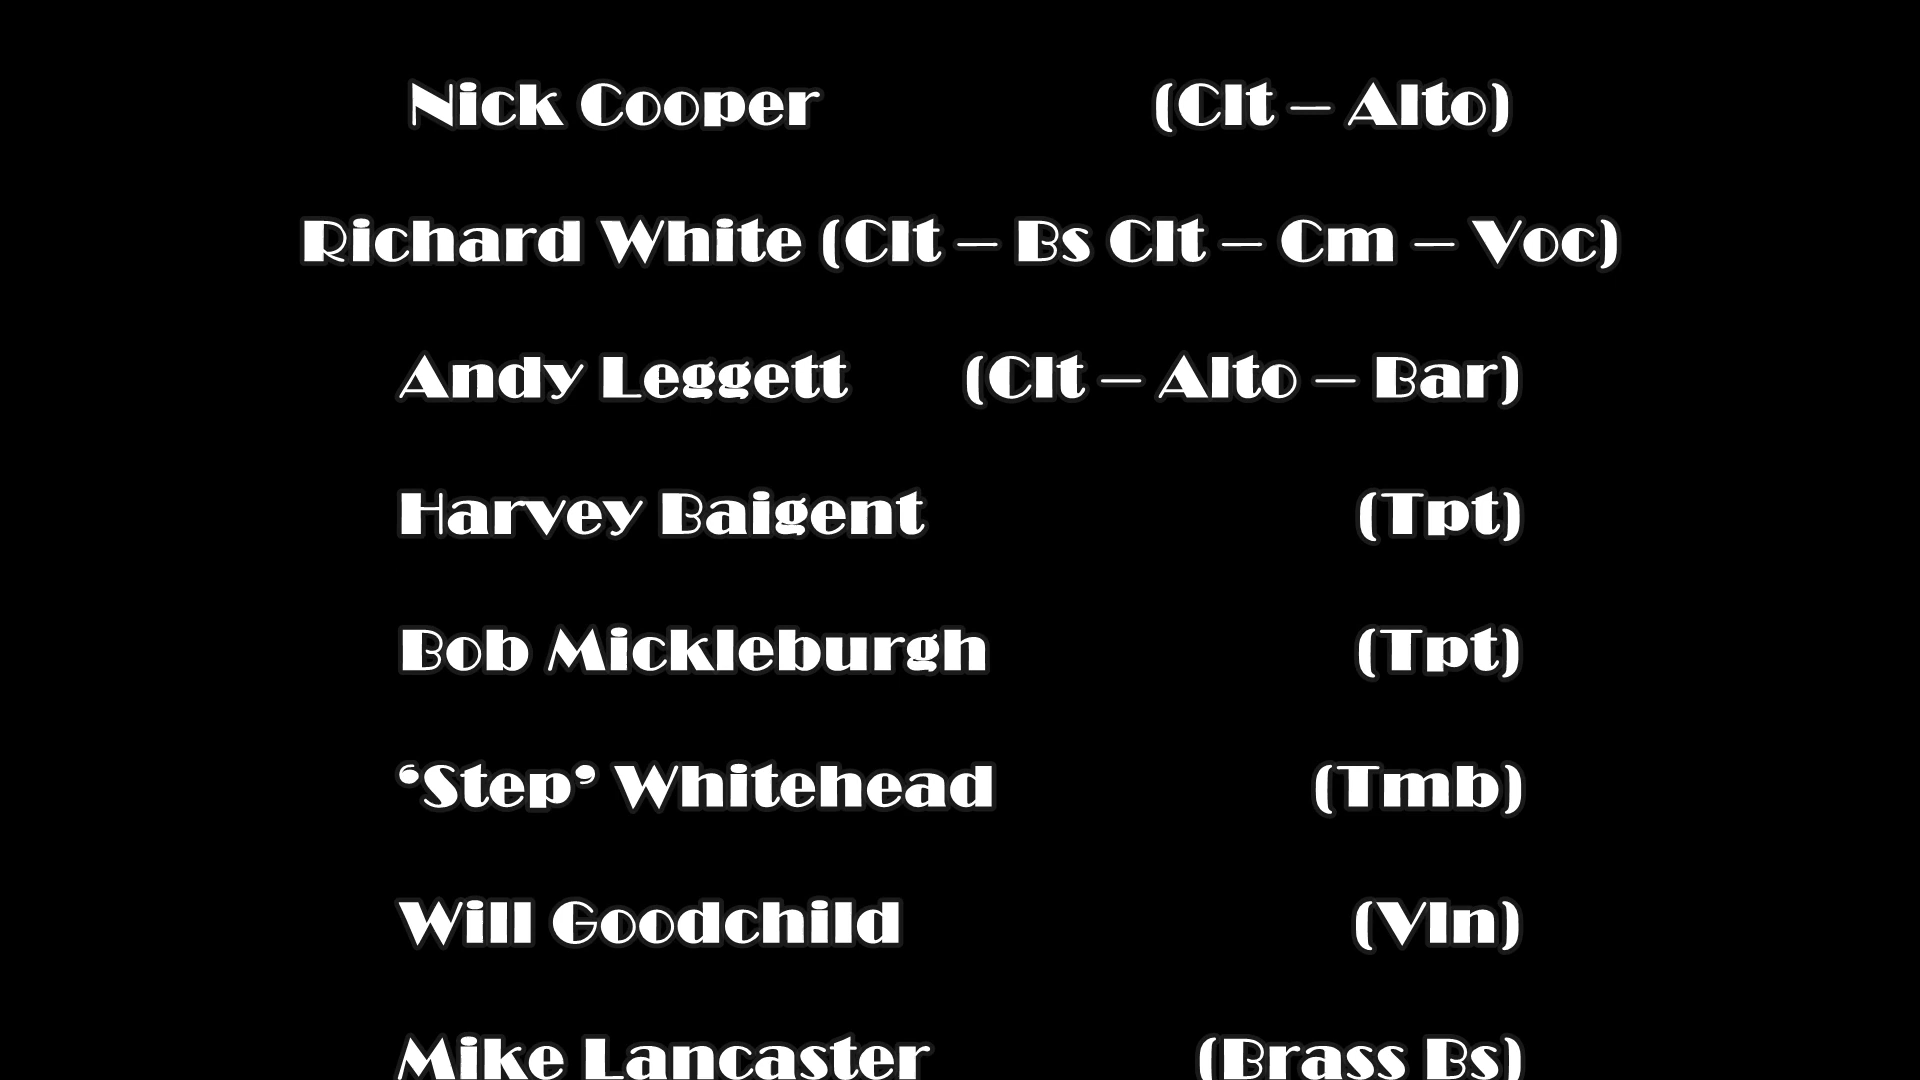 Nick Cooper (Clt – Alto)
Richard White (Clt – Bs Clt – Cm – Voc)
Andy Leggett (Clt – Alto – Bar)
Harvey Baigent (Tpt)
Bob Mickleburgh (Tpt)
‘Step’ Whitehead (Tmb)
Will Goodchild (Vln)
Mike Lancaster (Brass Bs)